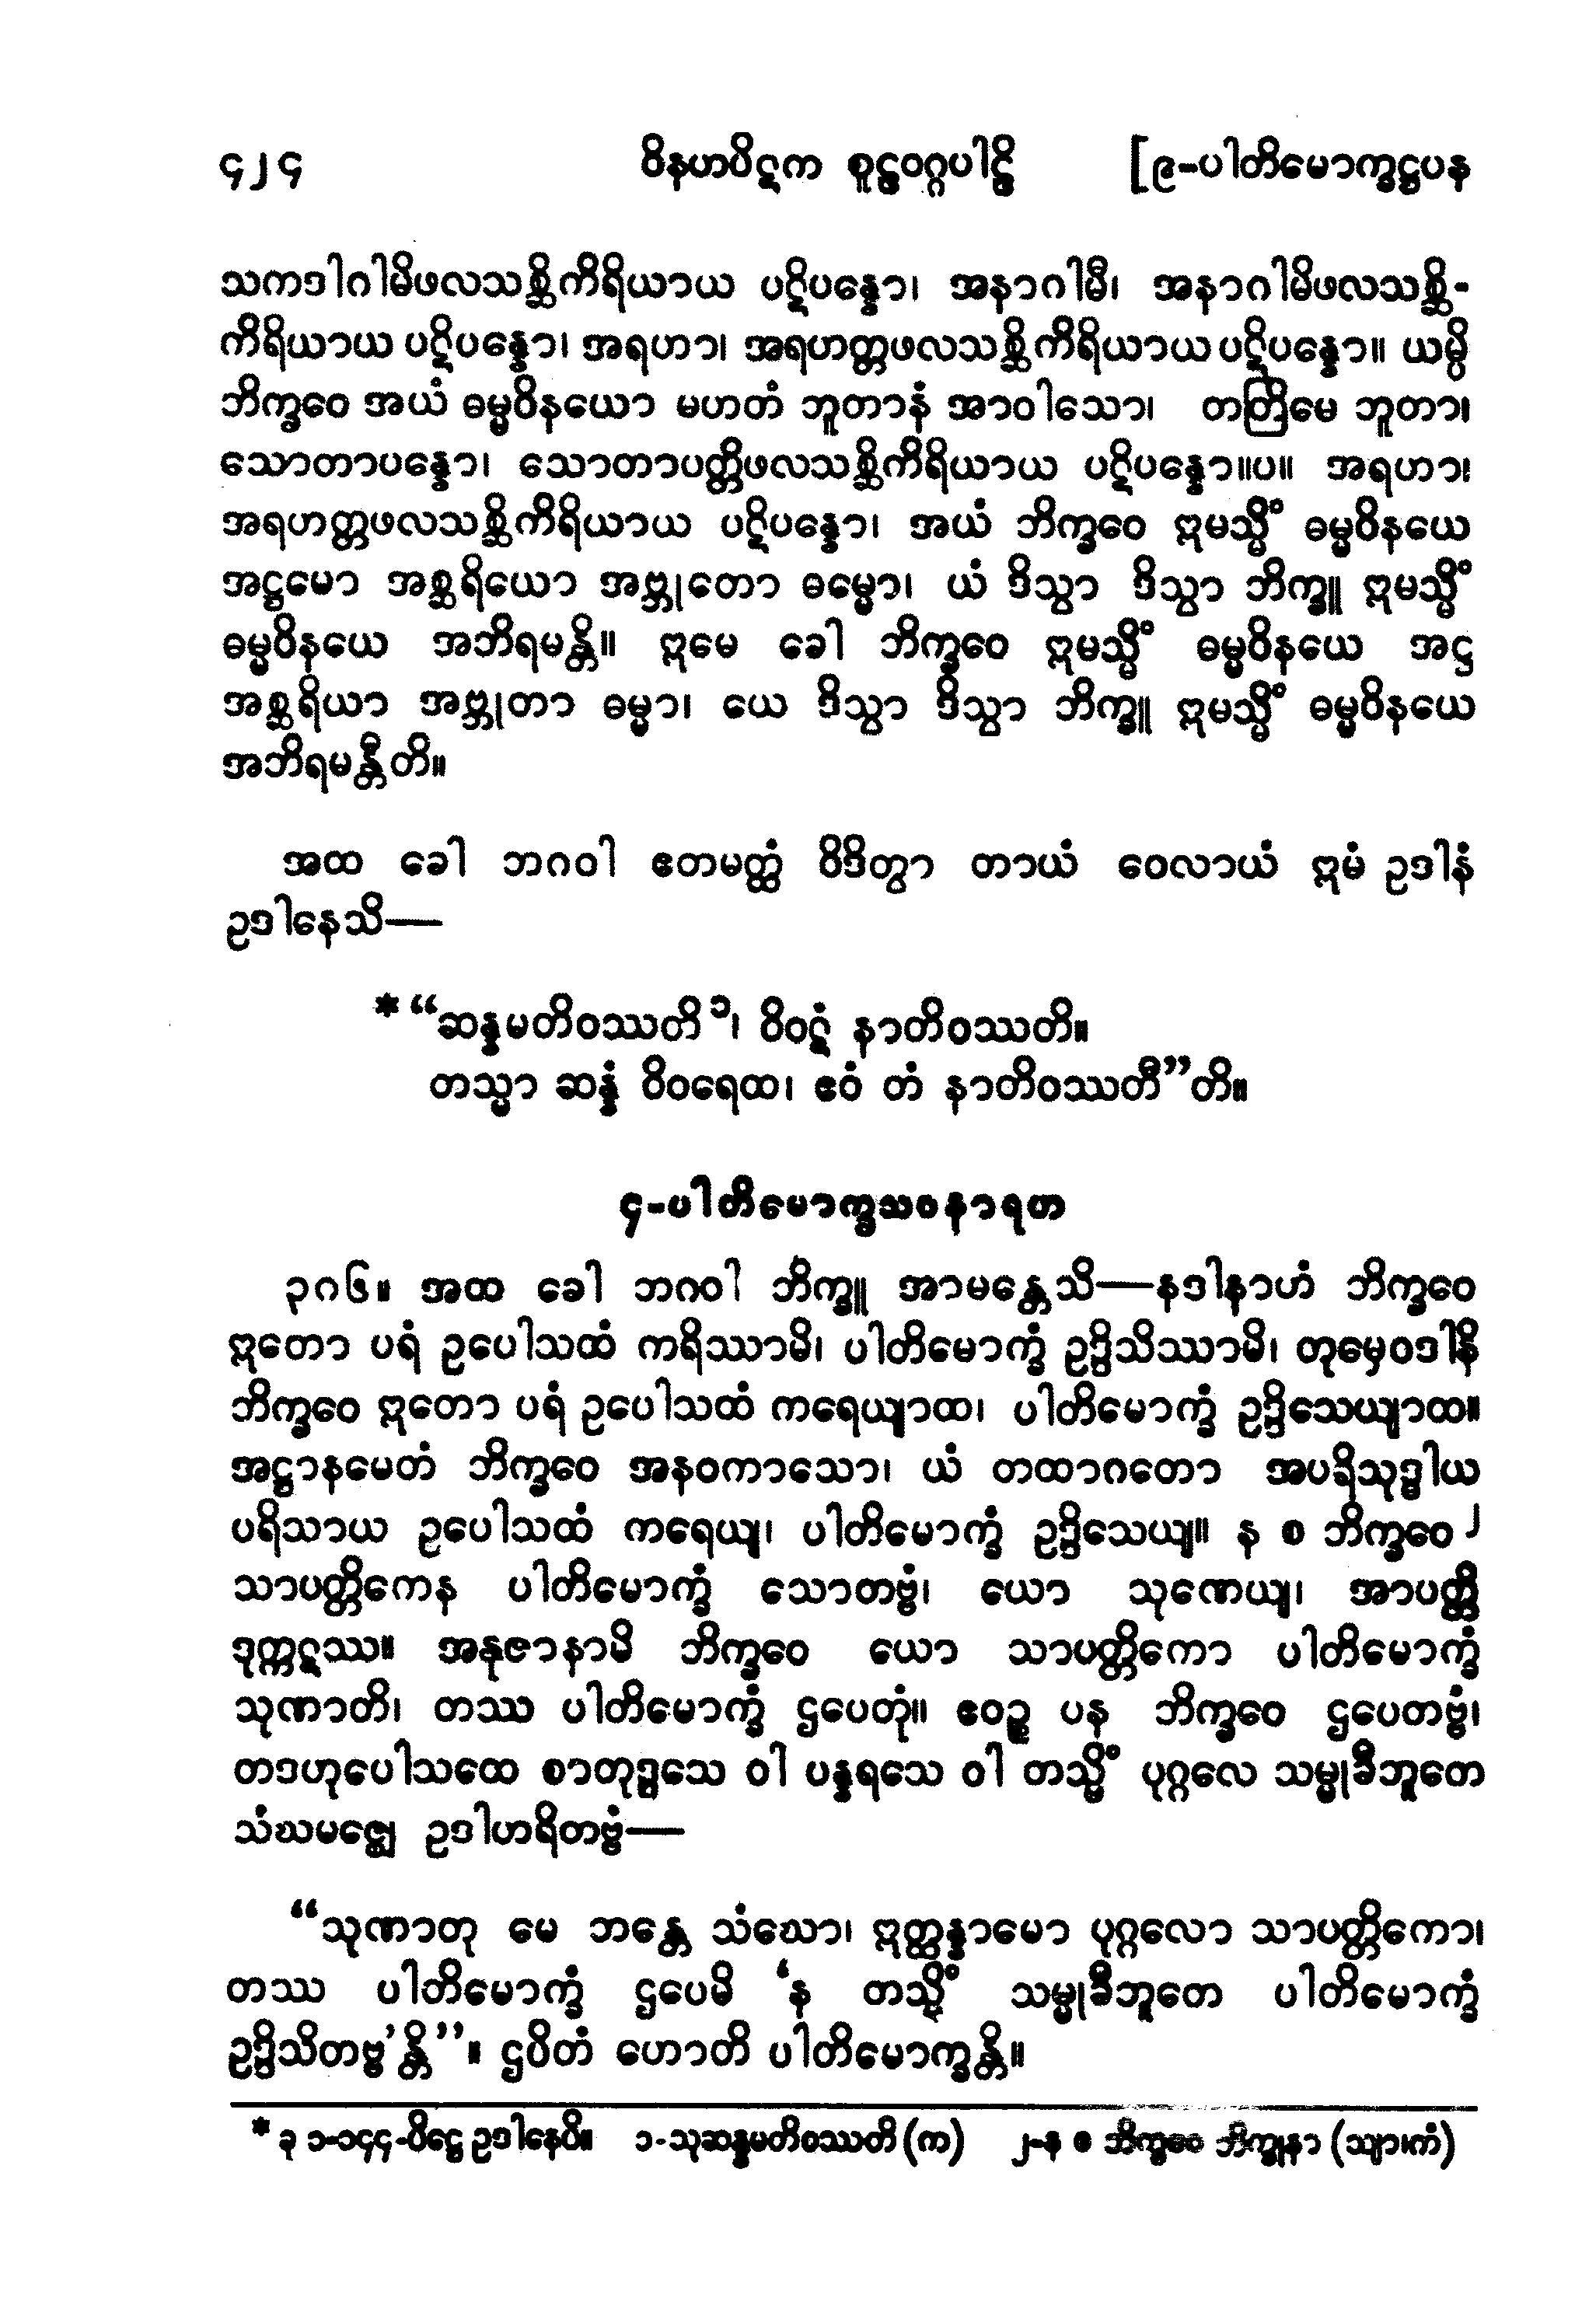 ၄၂၄ ဝိနယပိဋက စူဠဝဂ္ဂပါဠိ [၉-ပါတိမောက္ခဋ္ဌပန
သကဒါဂါမိဖလသစ္ဆိကိရိယာယ ပဋိပန္နော၊ အနာဂါမီ၊ အနာဂါမိဖလသစ္ဆိ-
ကိရိယာယ ပဋိပန္နော၊ အရဟာ၊ အရဟတ္တဖလသစ္ဆိကိရိယာယ ပဋိပန္နော။ ယမ္ပိ
ဘိက္ခဝေ အယံ ဓမ္မဝိနယော မဟတံ ဘူတာနံ အာဝါသော၊ တတြိမေ ဘူတာ၊
သောတာပန္နော၊ သောတာပတ္တိဖလသစ္ဆိကိရိယာယ ပဋိပန္နော။ပ။ အရဟာ၊
အရဟတ္တဖလသစ္ဆိကိရိယာယ ပဋိပန္နော၊ အယံ ဘိက္ခဝေ ဣမသ္မိံ ဓမ္မဝိနယေ
အဋ္ဌမော အစ္ဆရိယော အဗ္ဘုတော ဓမ္မော၊ ယံ ဒိသွာ ဒိသွာ ဘိက္ခူ ဣမသ္မိံ
ဓမ္မဝိနယေ အဘိရမန္တိ။ ဣမေ ခေါ ဘိက္ခဝေ ဣမသ္မိံ ဓမ္မဝိနယေ အဋ္ဌ
အစ္ဆရိယာ အဗ္ဘုတာ ဓမ္မာ၊ ယေ ဒိသွာ ဒိသွာ ဘိက္ခူ ဣမသ္မိံ ဓမ္မဝိနယေ
အဘိရမန္တီတိ။
အထ ခေါ ဘဂဝါ ဧတမတ္ထံ ဝိဒိတွာ တာယံ ဝေလာယံ ဣမံ ဥဒါနံ
ဥဒါနေသိ—
*“ဆန္နမတိဝဿတိ၁၊ ဝိဝဋံ နာတိဝဿတိ။
တသ္မာ ဆန္နံ ဝိဝရေထ၊ ဧဝံ တံ နာတိဝဿတီ”တိ။
၄-ပါတိမောက္ခသဝနာရဟ
၃၈၆။ အထ ခေါ ဘဂဝါ ဘိက္ခူ အာမန္တေသိ—နဒါနာဟံ ဘိက္ခဝေ
ဣတော ပရံ ဥပေါသထံ ကရိဿာမိ၊ ပါတိမောက္ခံ ဥဒ္ဒိသိဿာမိ၊ တုမှေဝဒါနိ
ဘိက္ခဝေ ဣတော ပရံ ဥပေါသထံ ကရေယျာထ၊ ပါတိမောက္ခံ ဥဒ္ဒိသေယျာထ။
အဋ္ဌာနမေတံ ဘိက္ခဝေ အနဝကာသော၊ ယံ တထာဂတော အပရိသုဒ္ဓါယ
ပရိသာယ ဥပေါသထံ ကရေယျ၊ ပါတိမောက္ခံ ဥဒ္ဒိသေယျ။ န စ ဘိက္ခဝေ၂
သာပတ္တိကေန ပါတိမောက္ခံ သောတဗ္ဗံ၊ ယော သုဏေယျ၊ အာပတ္တိ
ဒုက္ကဋဿ။ အနုဇာနာမိ ဘိက္ခဝေ ယော သာပတ္တိကော ပါတိမောက္ခံ
သုဏာတိ၊ တဿ ပါတိမောက္ခံ ဌပေတုံ။ ဧဝဉ္စ ပန ဘိက္ခဝေ ဌပေတဗ္ဗံ၊
တဒဟုပေါသထေ စာတုဒ္ဒသေ ဝါ ပန္နရသေ ဝါ တသ္မိံ ပုဂ္ဂလေ သမ္မုခီဘူတေ
သံဃမဇ္ဈေ ဥဒါဟရိတဗ္ဗံ—
“သုဏာတု မေ ဘန္တေ သံဃော၊ ဣတ္ထန္နာမော ပုဂ္ဂလော သာပတ္တိကော၊
တဿ ပါတိမောက္ခံ ဌပေမိ ‘န တသ္မိံ သမ္မုခီဘူတေ ပါတိမောက္ခံ
ဥဒ္ဒိသိတဗ္ဗ’န္တိ”။ ဌပိတံ ဟောတိ ပါတိမောက္ခန္တိ။
* ခု ၁-၁၄၄-ပိဋ္ဌေ ဥဒါနေပိ။ ၁-သုဆန္နမတိဝဿတိ (က) ၂-န စ ဘိက္ခဝေ ဘိက္ခုနာ (သျာ၊ကံ)